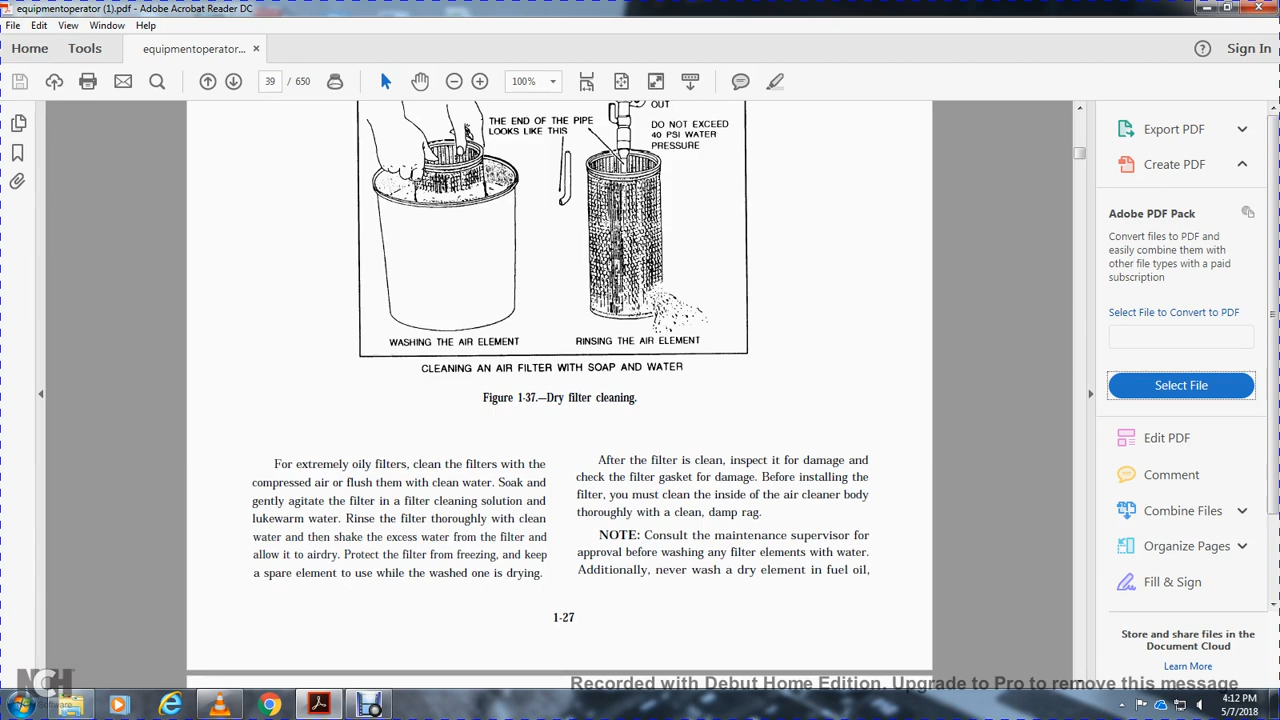 equipmentoperator (1).pdf - Adobe Acrobat Reader DC
File Edit View Window Help
Home Tools equipmentoperator... × Sign In
39 / 650 100%
OUT
THE END OF THE PIPE
LOOKS LIKE THIS
DO NOT EXCEED
40 PSI WATER
PRESSURE
WASHING THE AIR ELEMENT
RINSING THE AIR ELEMENT
CLEANING AN AIR FILTER WITH SOAP AND WATER
Figure 1-37.—Dry filter cleaning.
For extremely oily filters, clean the filters with the
compressed air or flush them with clean water. Soak and
gently agitate the filter in a filter cleaning solution and
lukewarm water. Rinse the filter thoroughly with clean
water and then shake the excess water from the filter and
allow it to airdry. Protect the filter from freezing, and keep
a spare element to use while the washed one is drying.
After the filter is clean, inspect it for damage and
check the filter gasket for damage. Before installing the
filter, you must clean the inside of the air cleaner body
thoroughly with a clean, damp rag.
NOTE: Consult the maintenance supervisor for
approval before washing any filter elements with water.
Additionally, never wash a dry element in fuel oil,
1-27
Export PDF
Create PDF
Adobe PDF Pack
Convert files to PDF and
easily combine them with
other file types with a paid
subscription
Select File to Convert to PDF
Select File
Edit PDF
Comment
Combine Files
Organize Pages
Fill & Sign
Store and share files in the
Document Cloud
Learn More
NCH
Software
Recorded with Debut Home Edition. Upgrade to Pro to remove this message
4:12 PM
5/7/2018